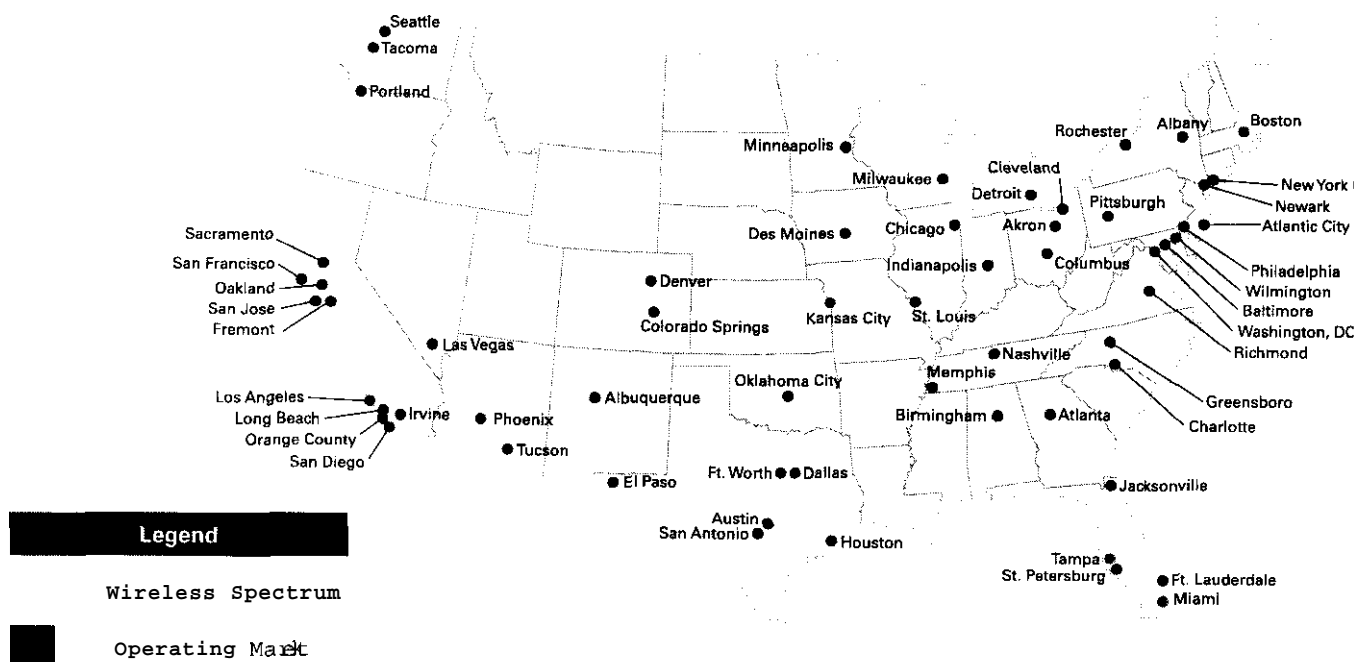 Seattle
Tacoma
Portland
Minneapolis
Milwaukee
Rochester
Albany
Boston
Cleveland
Detroit
Pittsburgh
New York
Newark
Atlantic City
Sacramento
San Francisco
Oakland
San Jose
Fremont
Des Moines
Chicago
Akron
Indianapolis
Columbus
Philadelphia
Wilmington
Baltimore
Washington, DC
Richmond
Denver
Colorado Springs
Kansas City
St. Louis
Las Vegas
Nashville
Memphis
Los Angeles
Long Beach
Orange County
San Diego
Irvine
Phoenix
Tucson
Albuquerque
Oklahoma City
Birmingham
Atlanta
Greensboro
Charlotte
El Paso
Ft. Worth
Dallas
Jacksonville
Austin
San Antonio
Houston
Tampa
St. Petersburg
Ft. Lauderdale
Miami
Legend
Wireless Spectrum
Operating